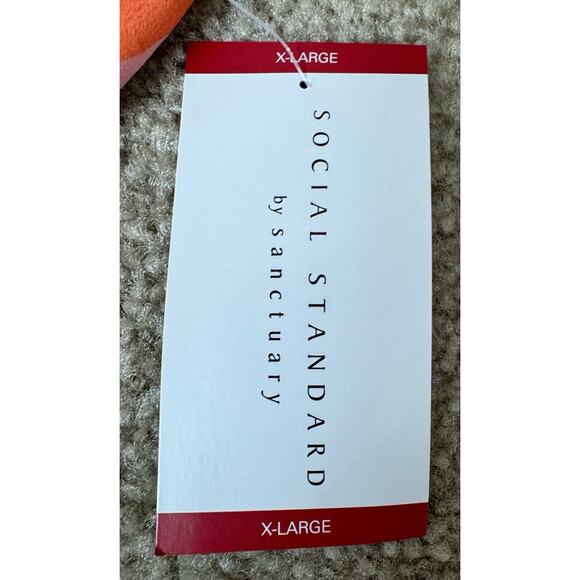 X-LARGE
SOCIAL STANDARD
by sanctuary
X-LARGE